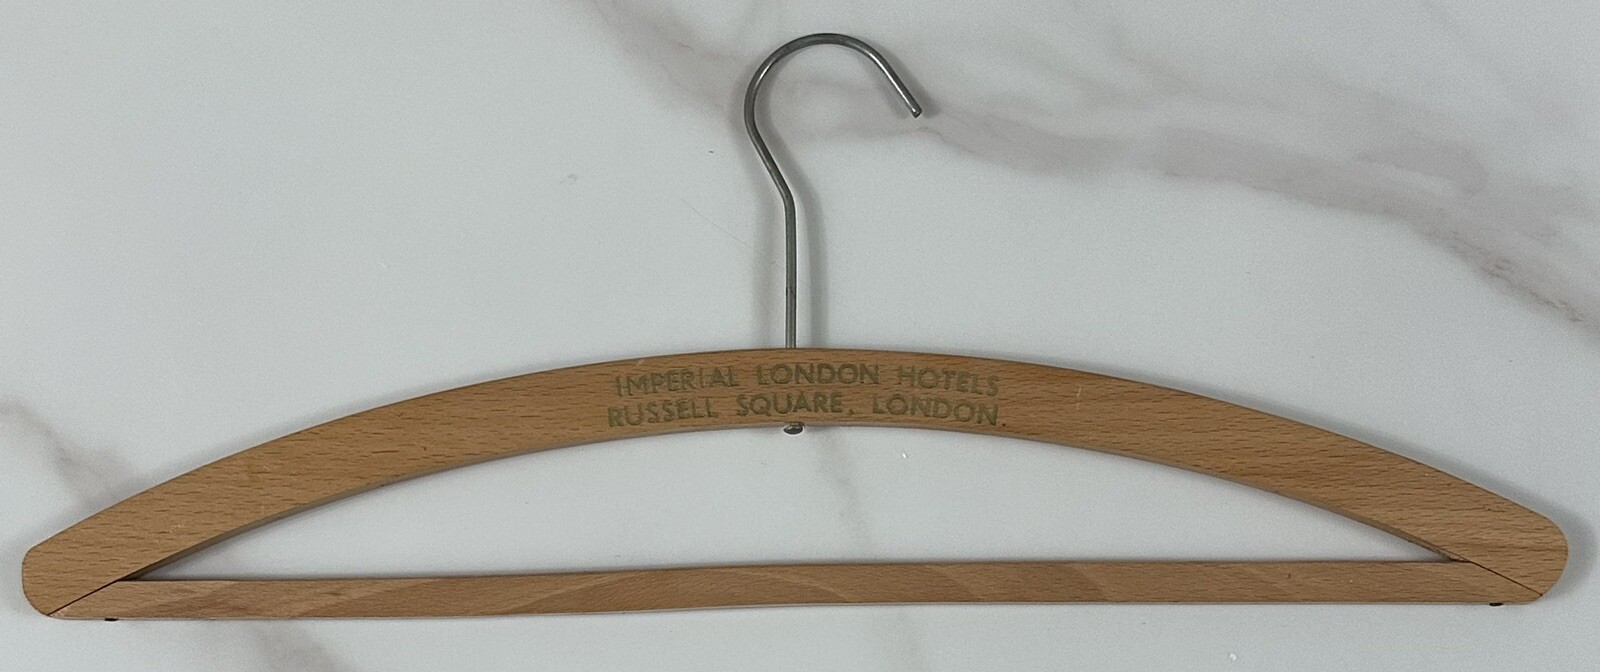 IMPERIAL LONDON HOTELS
RUSSELL SQUARE, LONDON.